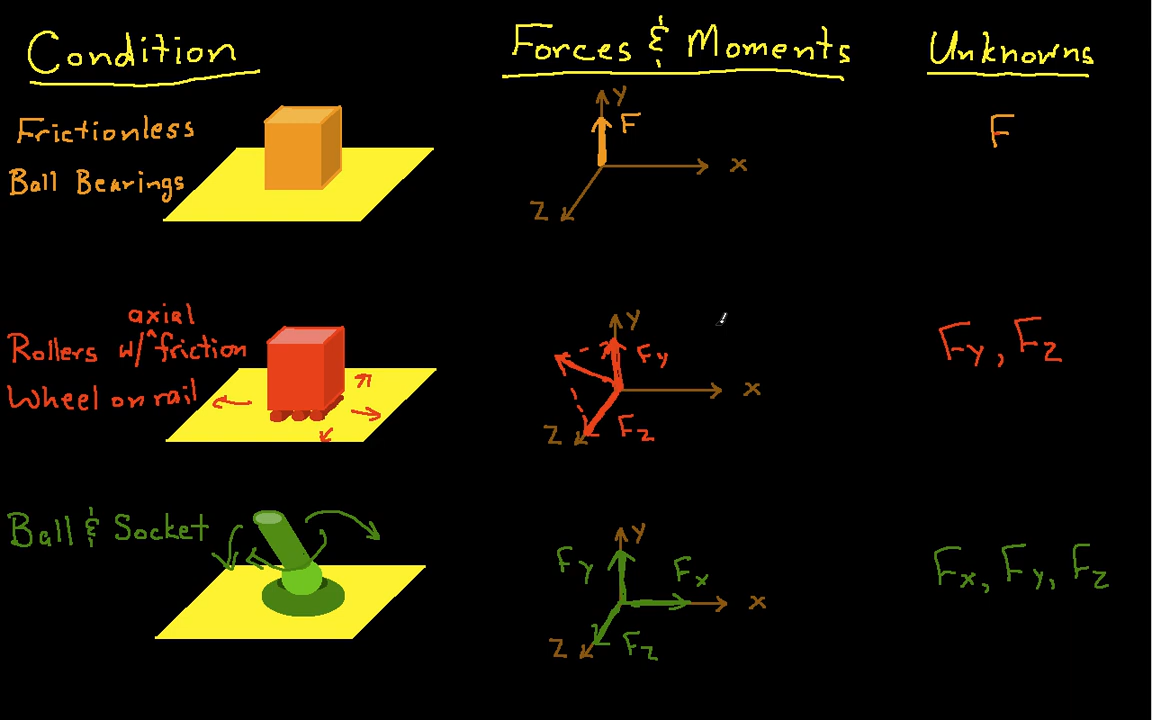 Condition
Forces & Moments
Unknowns
Frictionless
Ball Bearings
Y
F
X
Z
F
axial
Rollers w/^friction
Wheel on rail
Y
Fy
X
Z
Fz
Fy, Fz
Ball & Socket
Y
Fy
Fx
X
Z
Fz
Fx, Fy, Fz